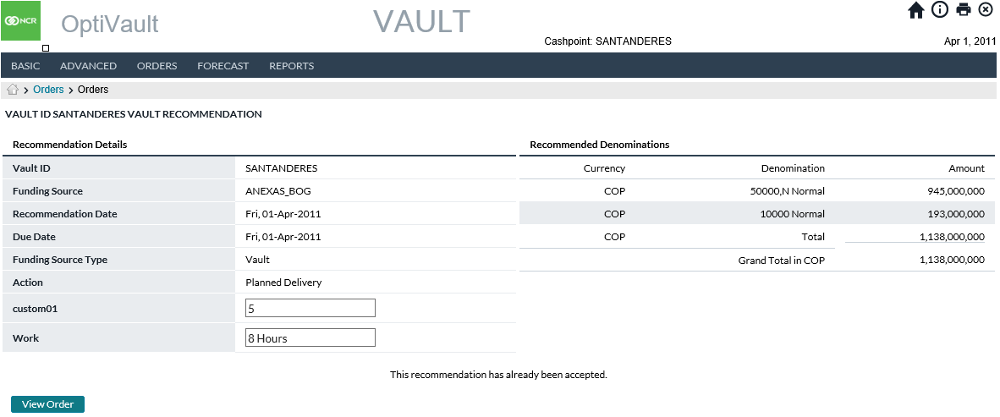 NCR OptiVault VAULT
Cashpoint: SANTANDERES Apr 1, 2011
BASIC ADVANCED ORDERS FORECAST REPORTS
> Orders > Orders
VAULT ID SANTANDERES VAULT RECOMMENDATION
Recommendation Details
Vault ID SANTANDERES
Funding Source ANEXAS_BOG
Recommendation Date Fri, 01-Apr-2011
Due Date Fri, 01-Apr-2011
Funding Source Type Vault
Action Planned Delivery
custom01 5
Work 8 Hours
Recommended Denominations
Currency Denomination Amount
COP 50000,N Normal 945,000,000
COP 10000 Normal 193,000,000
COP Total 1,138,000,000
Grand Total in COP 1,138,000,000
This recommendation has already been accepted.
View Order